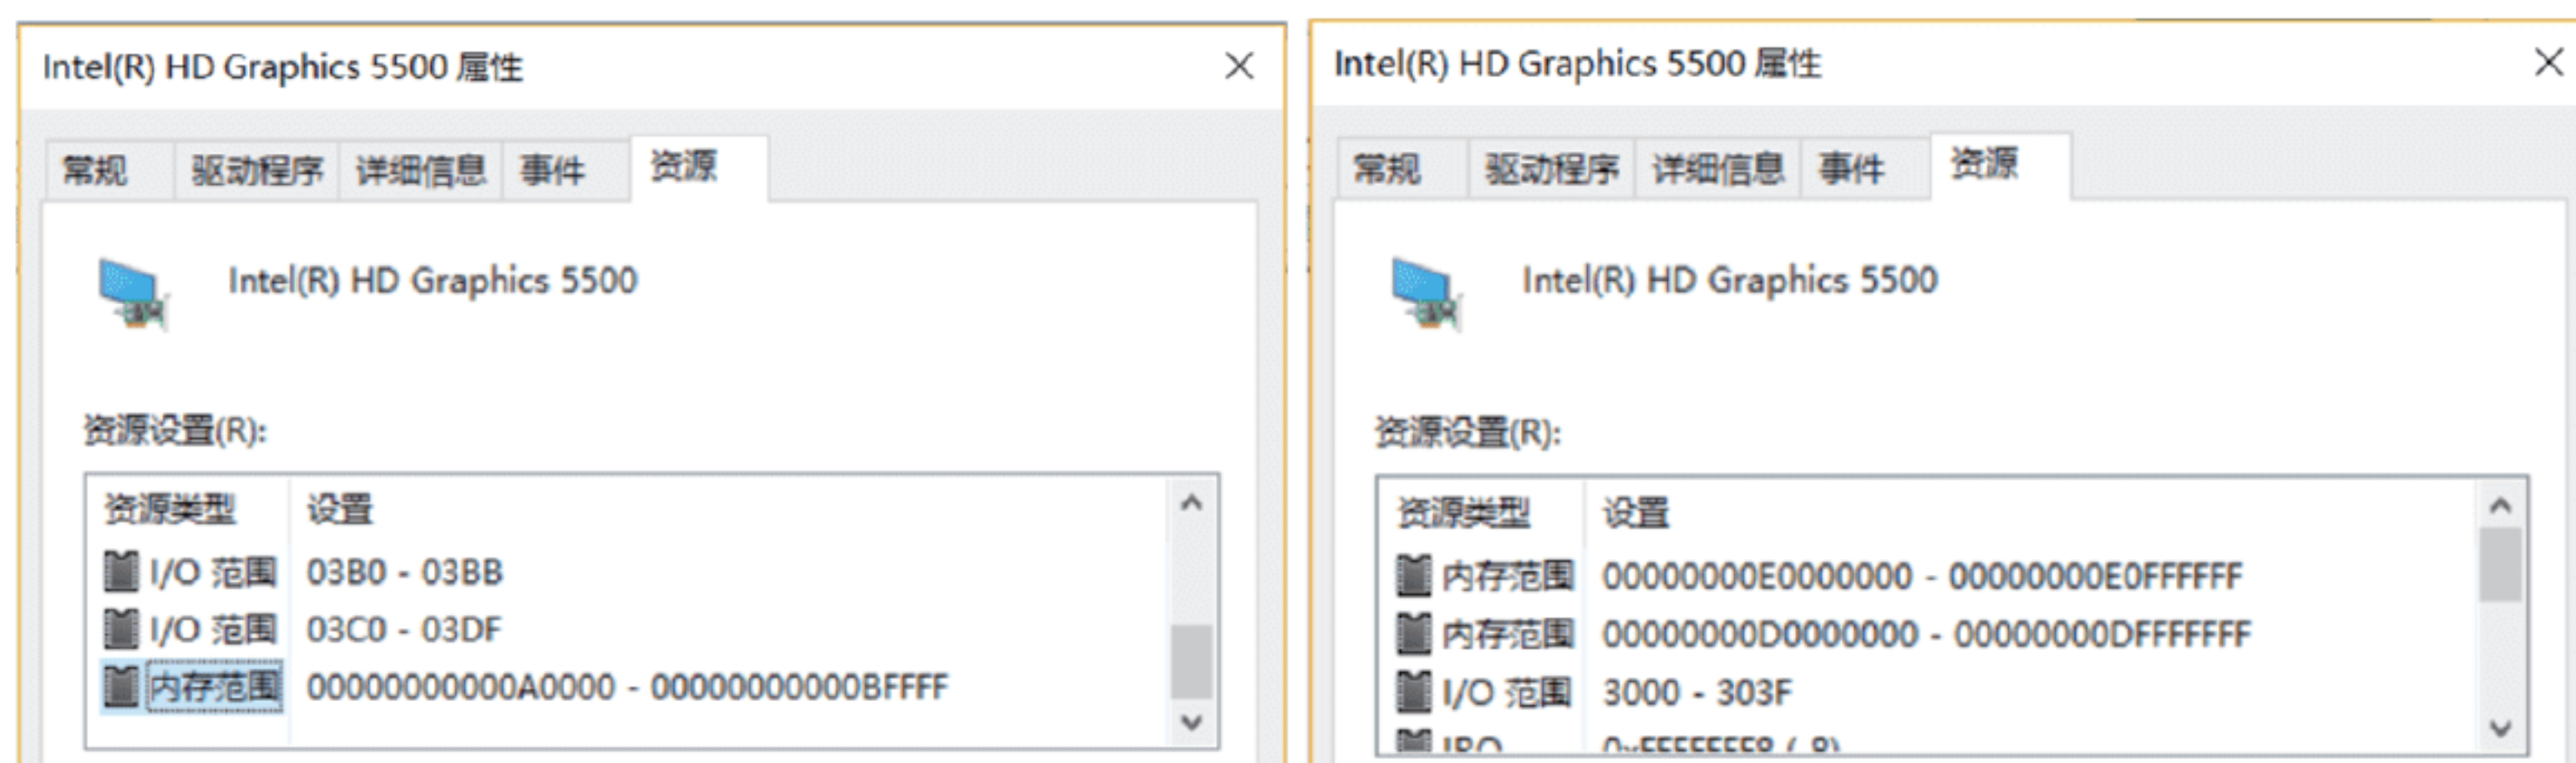 Intel(R) HD Graphics 5500 属性
常规 驱动程序 详细信息 事件 资源
Intel(R) HD Graphics 5500
资源设置(R):
资源类型 设置
I/O 范围 03B0 - 03BB
I/O 范围 03C0 - 03DF
内存范围 00000000000A0000 - 00000000000BFFFF
Intel(R) HD Graphics 5500 属性
常规 驱动程序 详细信息 事件 资源
Intel(R) HD Graphics 5500
资源设置(R):
资源类型 设置
内存范围 00000000E0000000 - 00000000E0FFFFFF
内存范围 00000000D0000000 - 00000000DFFFFFFF
I/O 范围 3000 - 303F
IRQ